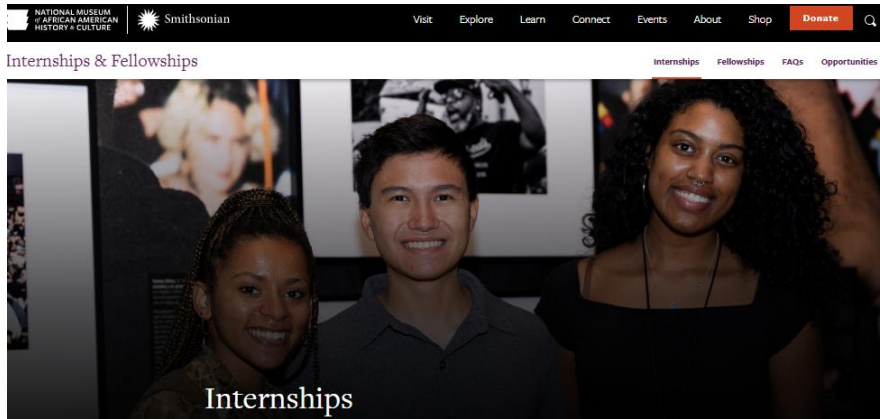 NATIONAL MUSEUM
of AFRICAN AMERICAN
HISTORY & CULTURE
Smithsonian
Visit Explore Learn Connect Events About Shop Donate
Internships & Fellowships
Internships Fellowships FAQs Opportunities
Internships